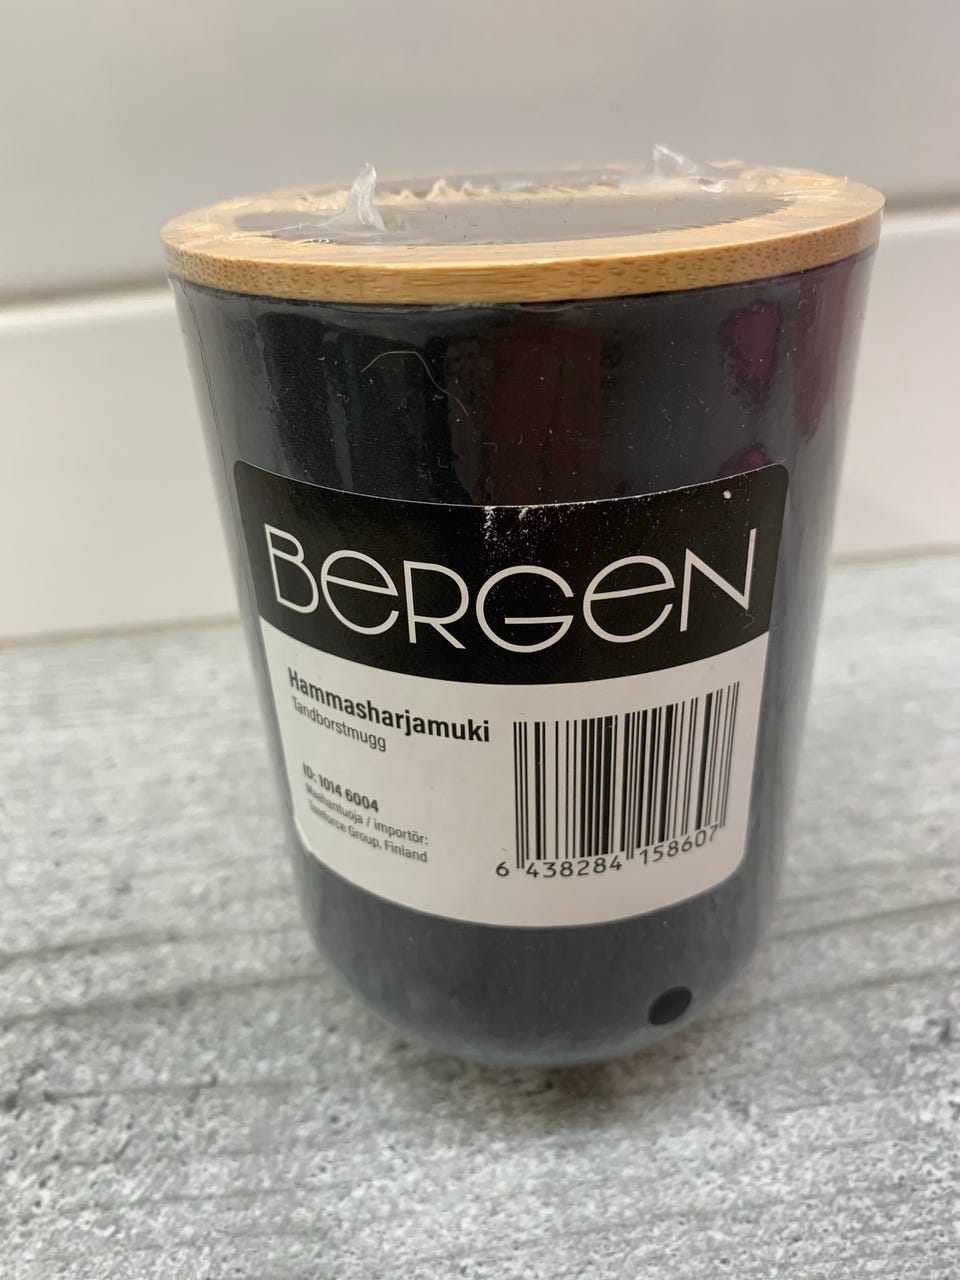 BERGEN
Hammasharjamuki
Tandborstmugg
ID: 1014 6004
Maahantuoja / importör:
Tamforce Group, Finland
6 438284 158607